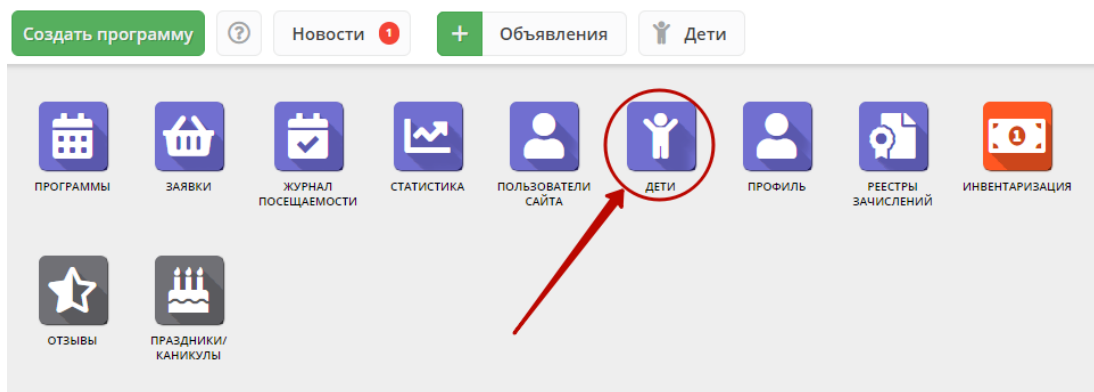 Создать программу
?
Новости 1
+ Объявления
Дети
ПРОГРАММЫ
ЗАЯВКИ
ЖУРНАЛ
ПОСЕЩАЕМОСТИ
СТАТИСТИКА
ПОЛЬЗОВАТЕЛИ
САЙТА
ДЕТИ
ПРОФИЛЬ
РЕЕСТРЫ
ЗАЧИСЛЕНИЙ
1
ИНВЕНТАРИЗАЦИЯ
ОТЗЫВЫ
ПРАЗДНИКИ/
КАНИКУЛЫ